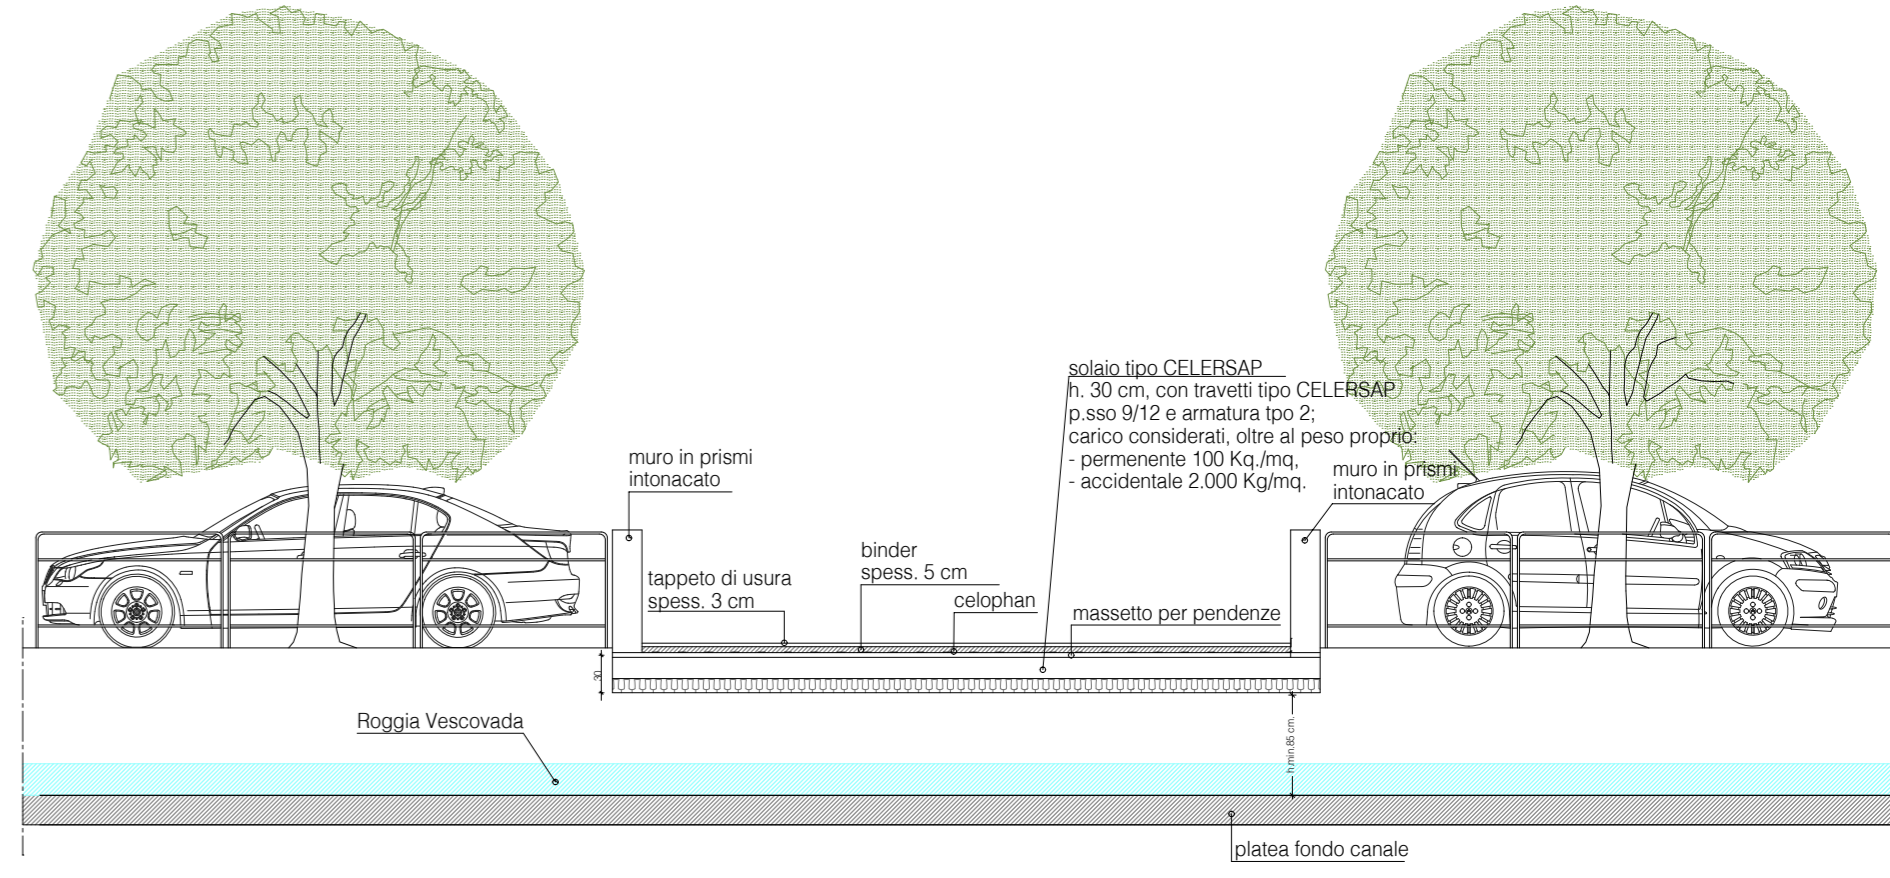 solaio tipo CELERSAP
h. 30 cm, con travetti tipo CELERSAP
p.sso 9/12 e armatura tpo 2;
carico considerati, oltre al peso proprio:
- permenente 100 Kq./mq,
- accidentale 2.000 Kg/mq.
muro in prismi
intonacato
muro in prismi
intonacato
tappeto di usura
spess. 3 cm
binder
spess. 5 cm
celophan
massetto per pendenze
30
Roggia Vescovada
h.min.85 cm.
platea fondo canale